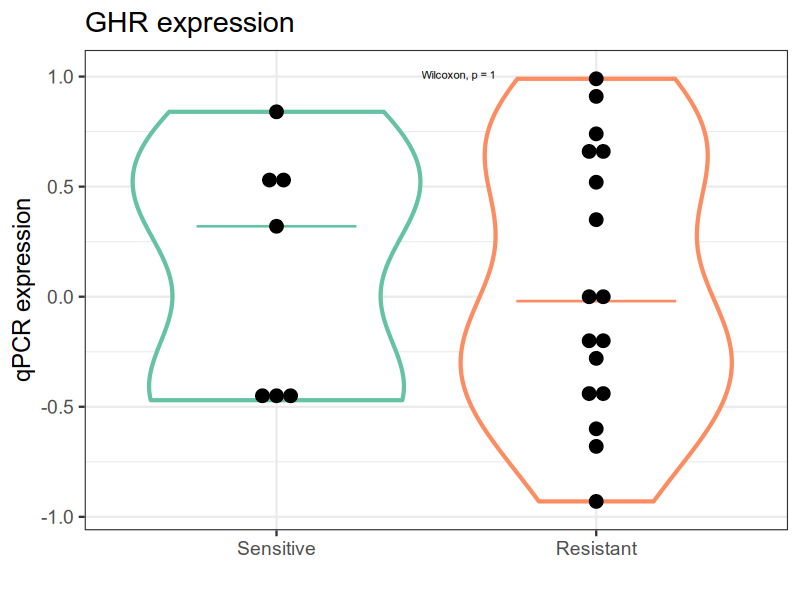 GHR expression
Wilcoxon, p = 1
1.0
0.5
0.0
-0.5
-1.0
qPCR expression
Sensitive
Resistant